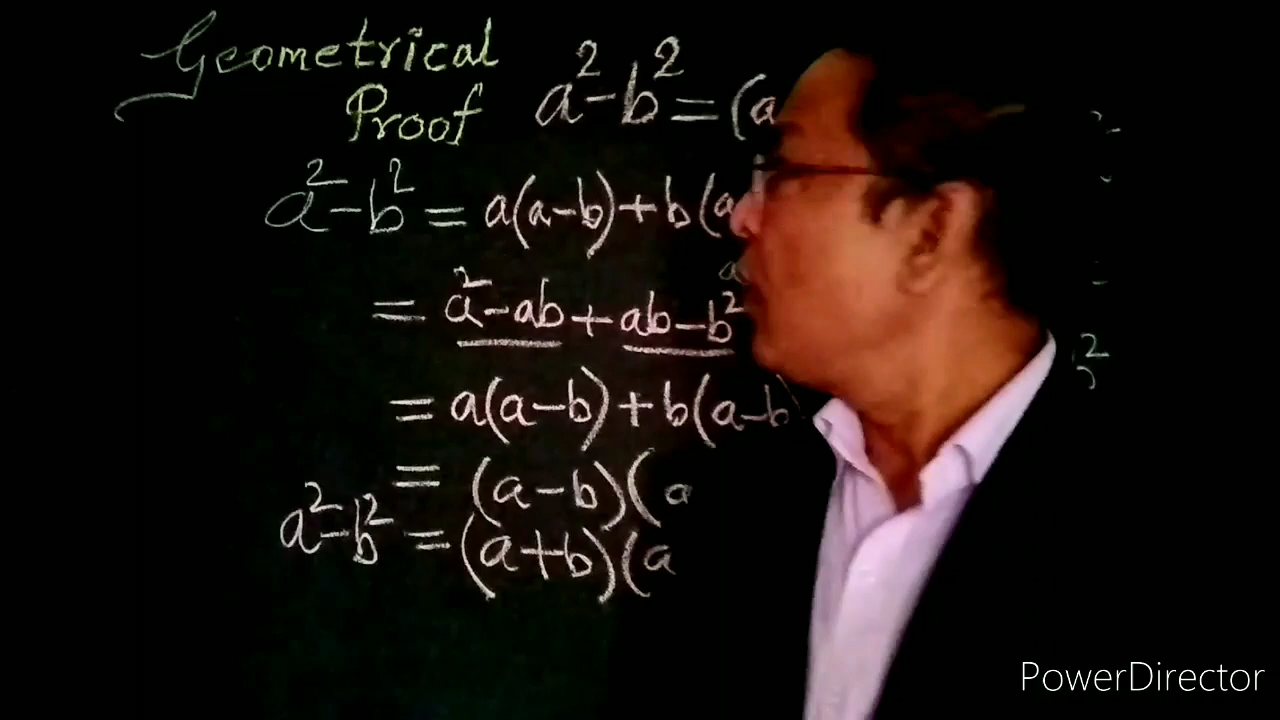 Geometrical
Proof
a²-b²=(a
a²-b² = a(a-b)+b(a
= a²-ab+ab-b²
= a(a-b)+b(a-b)
= (a-b)(a
a²-b² =(a+b)(a
PowerDirector